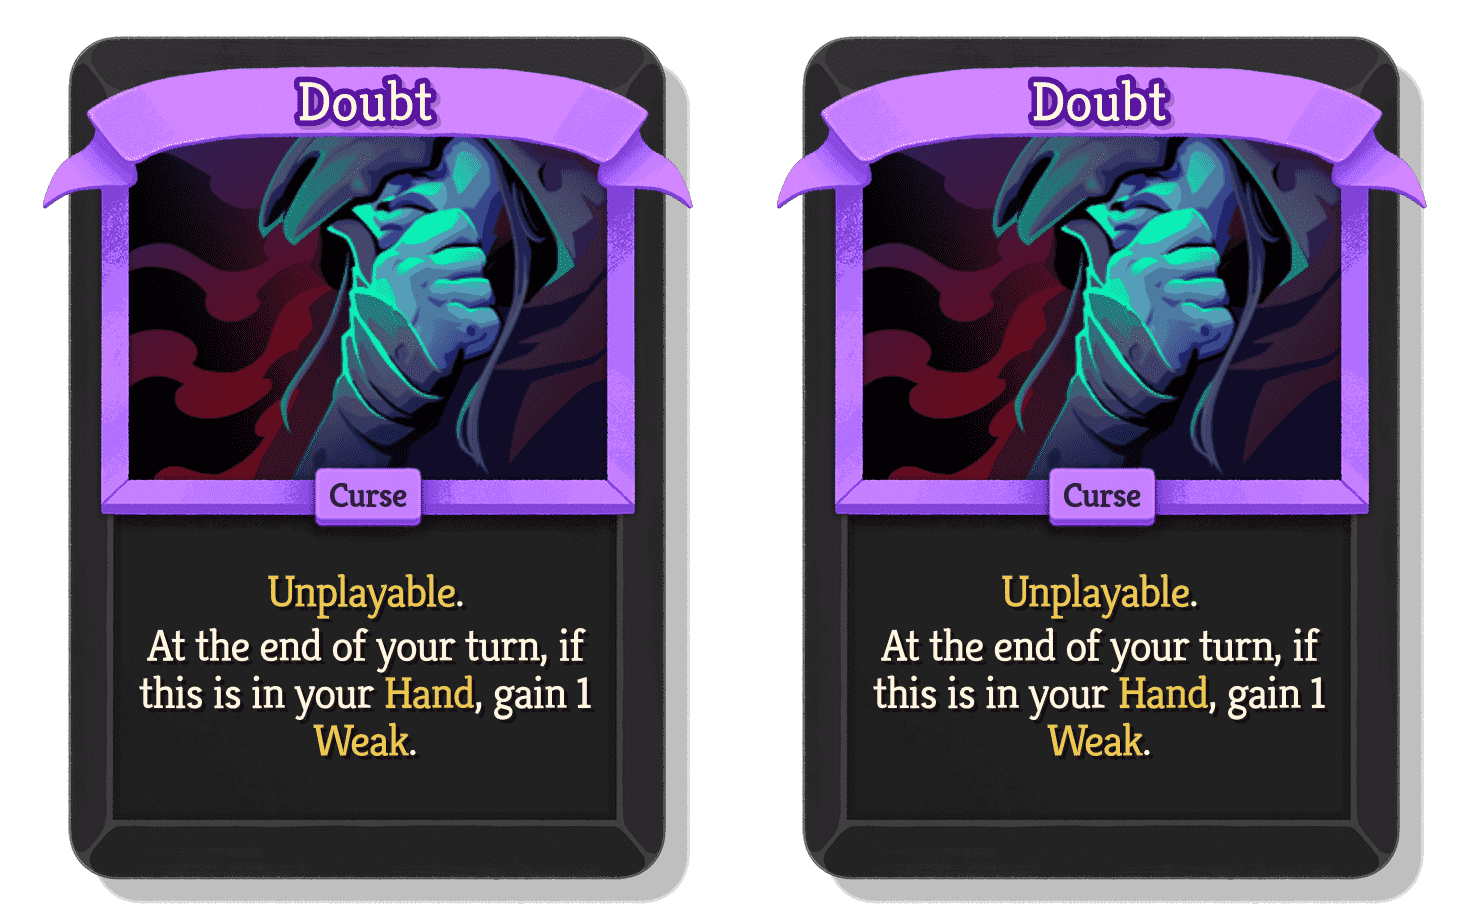 Doubt
Curse
Unplayable.
At the end of your turn, if
this is in your Hand, gain 1
Weak.
Doubt
Curse
Unplayable.
At the end of your turn, if
this is in your Hand, gain 1
Weak.